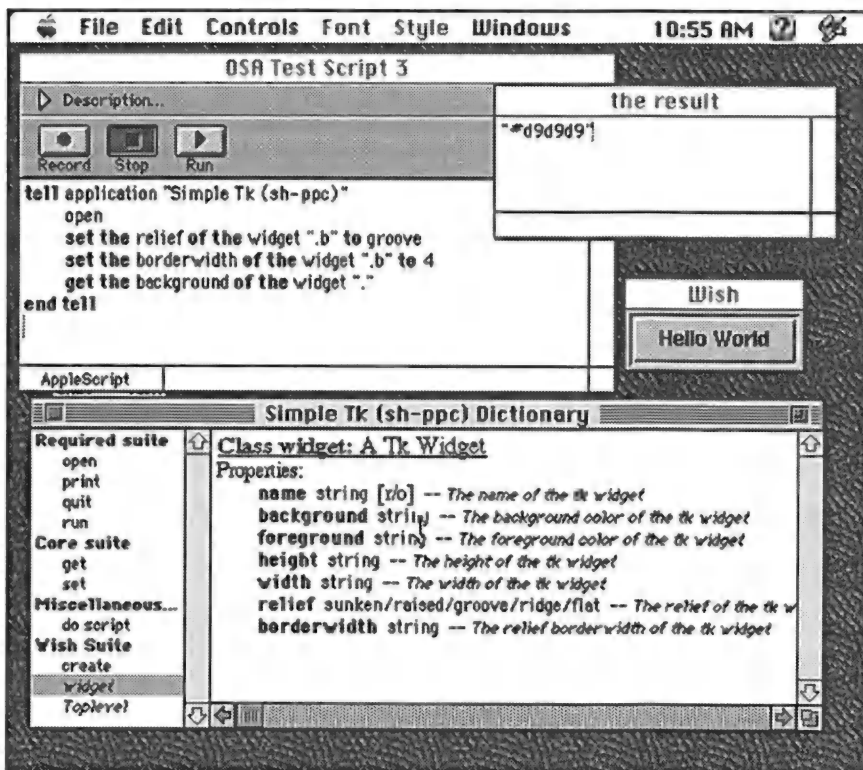 File Edit Controls Font Style Windows 10:55 AM
OSA Test Script 3
Description...
Record Stop Run
tell application "Simple Tk (sh-ppc)"
open
set the relief of the widget ".b" to groove
set the borderwidth of the widget ".b" to 4
get the background of the widget "."
end tell
AppleScript
the result
"#d9d9d9"
Wish
Hello World
Simple Tk (sh-ppc) Dictionary
Required suite
open
print
quit
run
Core suite
get
set
Miscellaneous...
do script
Wish Suite
create
widget
Toplevel
Class widget: A Tk Widget
Properties:
name string [r/o] -- The name of the tk widget
background string -- The background color of the tk widget
foreground string -- The foreground color of the tk widget
height string -- The height of the tk widget
width string -- The width of the tk widget
relief sunken/raised/groove/ridge/flat -- The relief of the tk w
borderwidth string -- The relief borderwidth of the tk widget